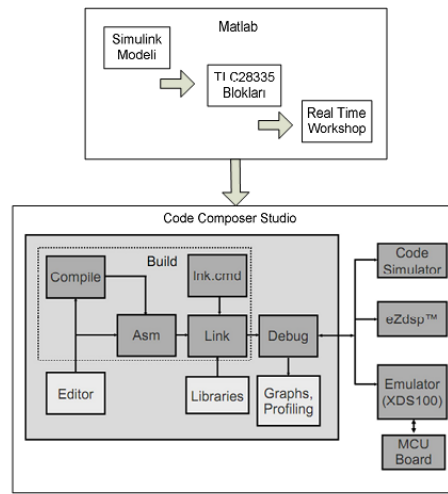 Matlab
Simulink
Modeli
TI C28335
Blokları
Real Time
Workshop
Code Composer Studio
Build
Compile
lnk.cmd
Asm
Link
Debug
Editor
Libraries
Graphs,
Profiling
Code
Simulator
eZdsp™
Emulator
(XDS100)
MCU
Board